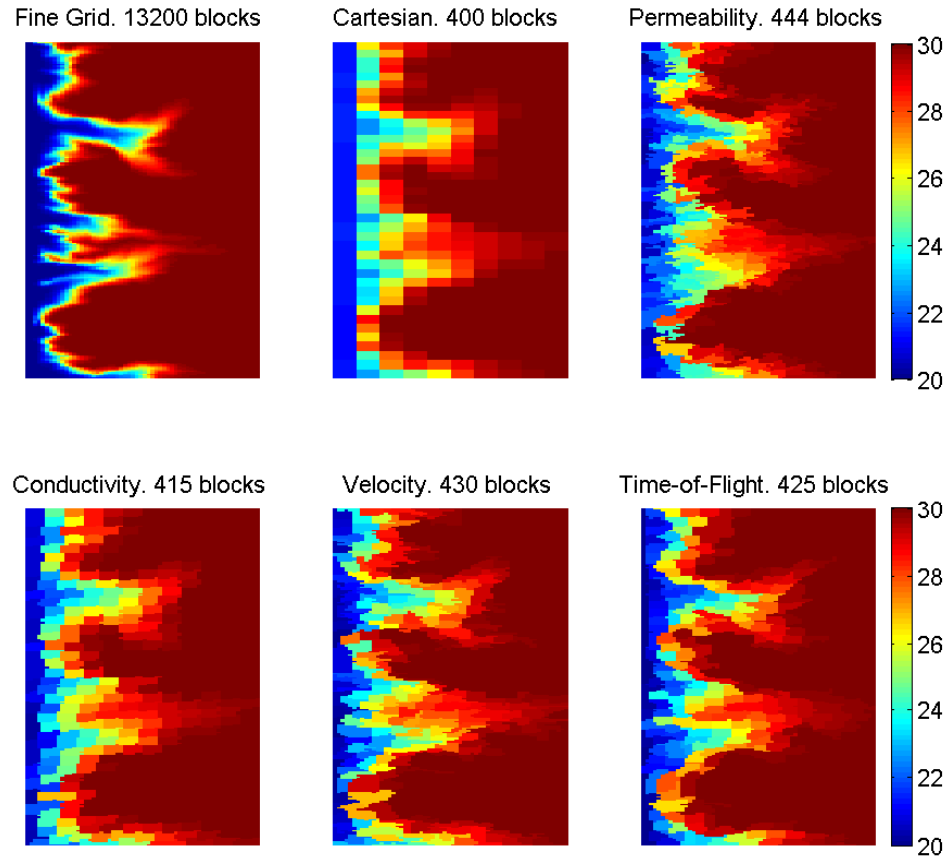 Fine Grid. 13200 blocks
Cartesian. 400 blocks
Permeability. 444 blocks
30
28
26
24
22
20
Conductivity. 415 blocks
Velocity. 430 blocks
Time-of-Flight. 425 blocks
30
28
26
24
22
20